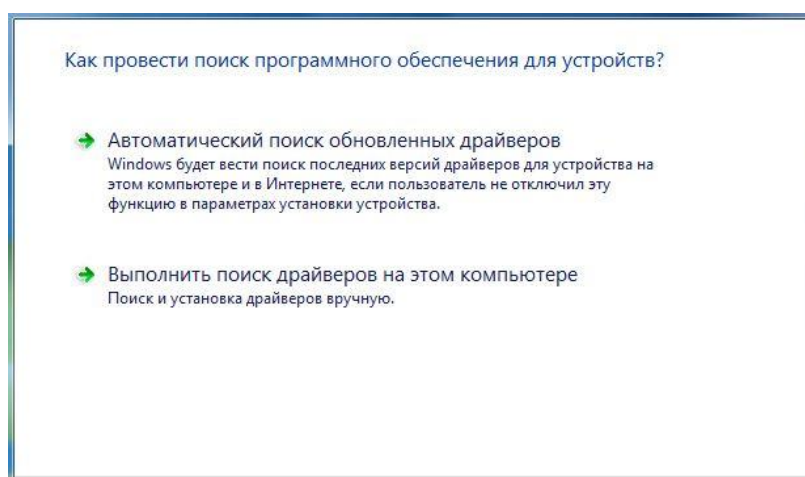 Как провести поиск программного обеспечения для устройств?
Автоматический поиск обновленных драйверов
Windows будет вести поиск последних версий драйверов для устройства на
этом компьютере и в Интернете, если пользователь не отключил эту
функцию в параметрах установки устройства.
Выполнить поиск драйверов на этом компьютере
Поиск и установка драйверов вручную.